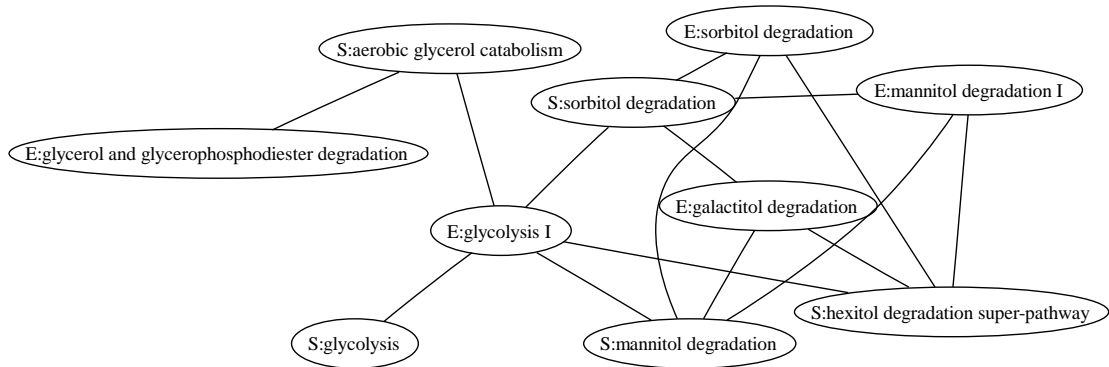 E:sorbitol degradation
S:aerobic glycerol catabolism
E:mannitol degradation I
S:sorbitol degradation
E:glycerol and glycerophosphodiester degradation
E:galactitol degradation
E:glycolysis I
S:hexitol degradation super-pathway
S:glycolysis
S:mannitol degradation